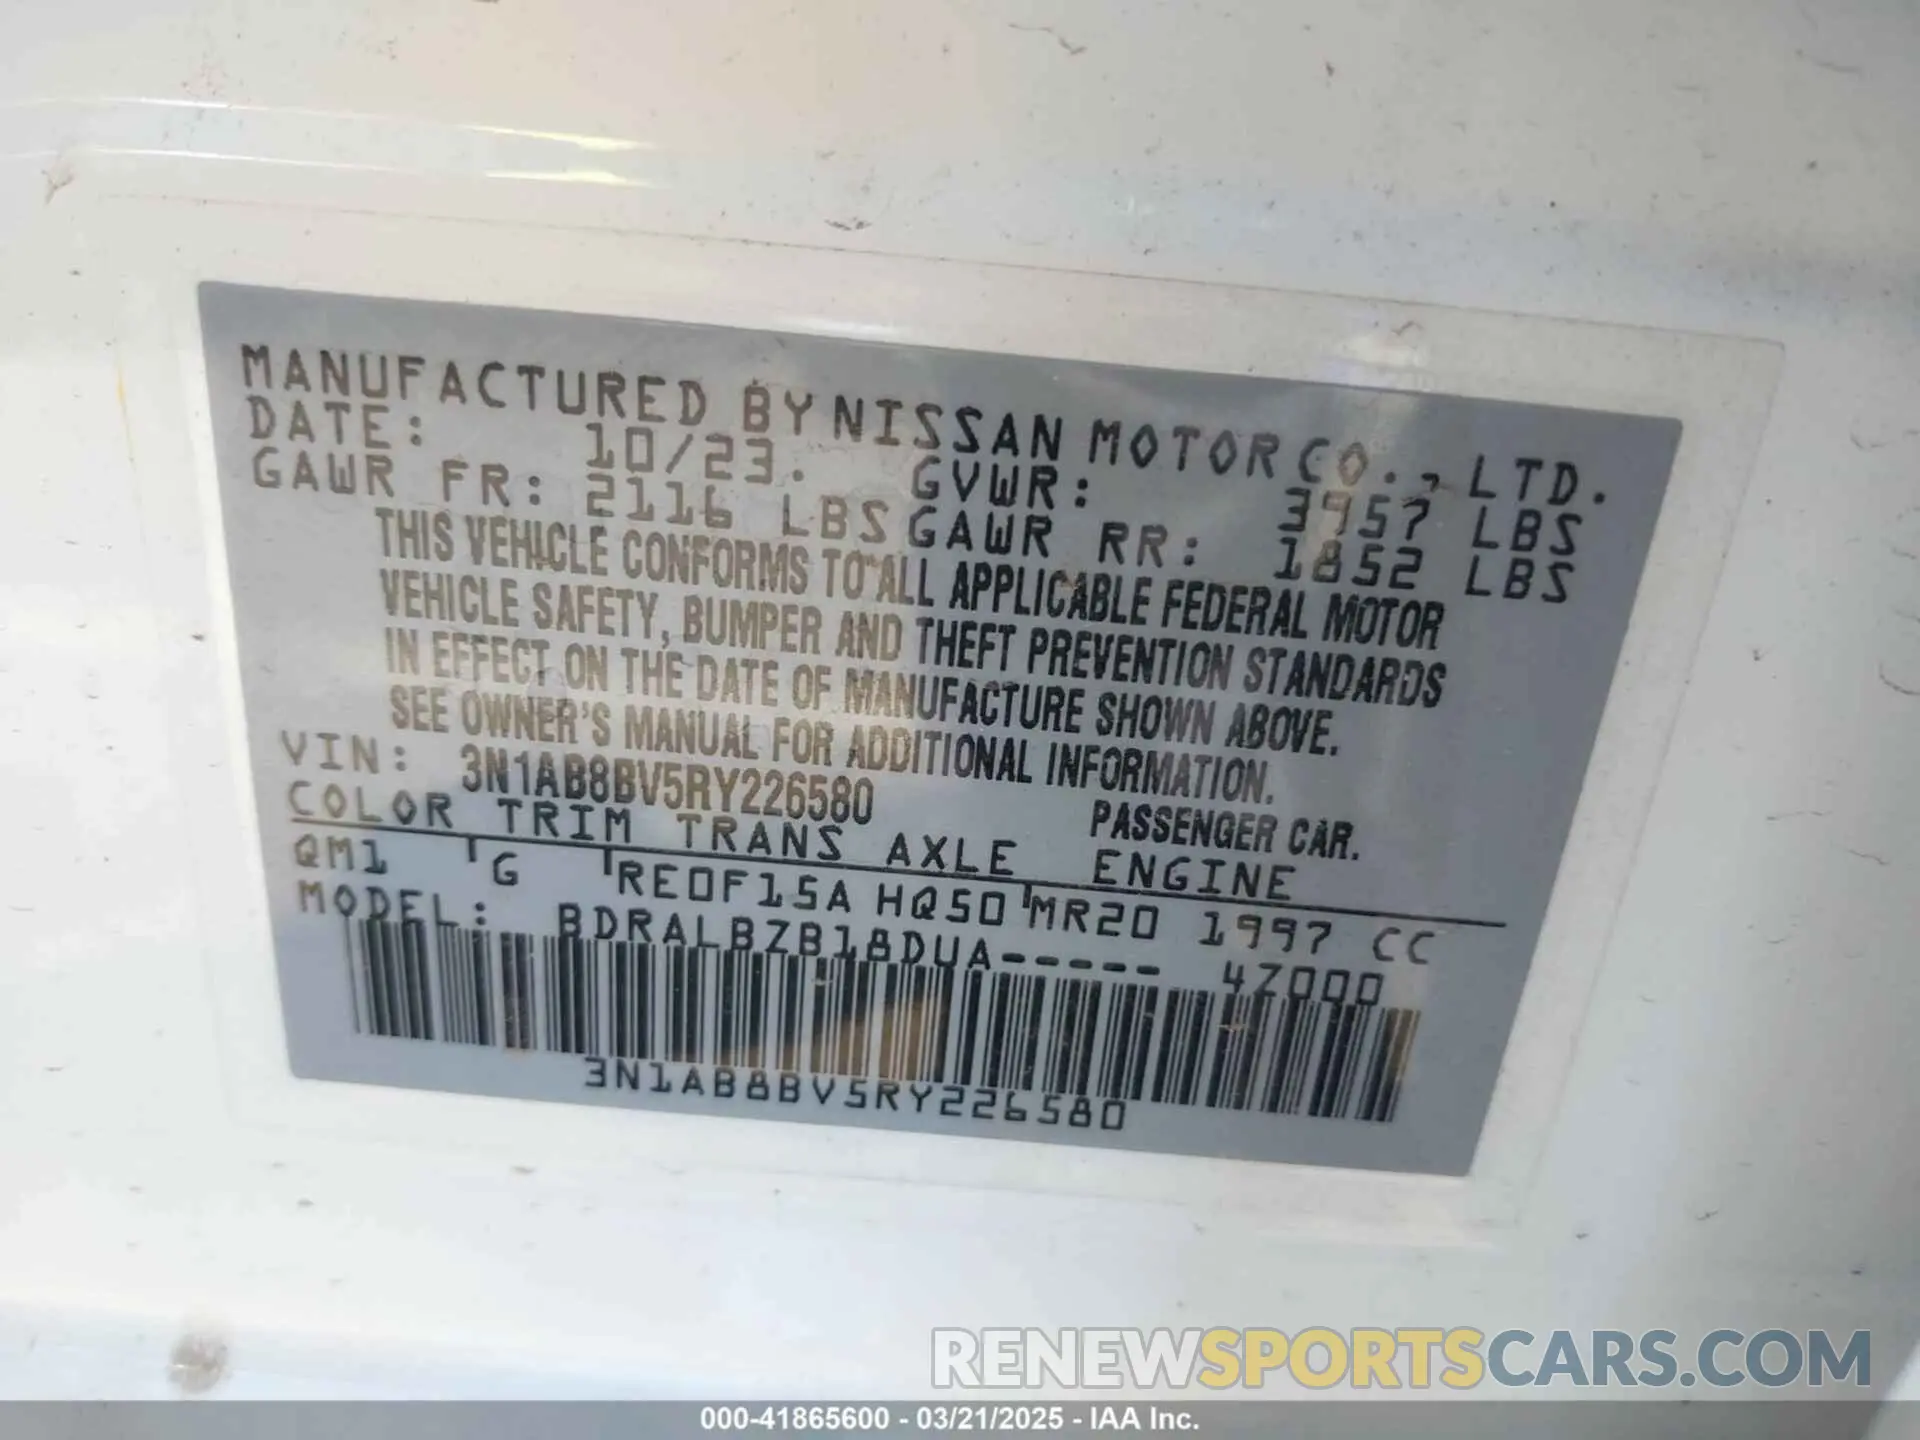 MANUFACTURED BY NISSAN MOTOR CO., LTD.
DATE: 10/23. GVWR: 3957 LBS
GAWR FR: 2116 LBS GAWR RR: 1852 LBS
THIS VEHICLE CONFORMS TO ALL APPLICABLE FEDERAL MOTOR
VEHICLE SAFETY, BUMPER AND THEFT PREVENTION STANDARDS
IN EFFECT ON THE DATE OF MANUFACTURE SHOWN ABOVE.
SEE OWNER'S MANUAL FOR ADDITIONAL INFORMATION.
VIN: 3N1AB8BV5RY226580 PASSENGER CAR.
COLOR TRIM TRANS AXLE ENGINE
QM1 G RE0F15A HQ50 MR20 1997 CC
MODEL: BDRALBZB18DUA----- 4Z000
3N1AB8BV5RY226580
RENEWSPORTSCARS.COM
000-41865600 - 03/21/2025 - IAA Inc.